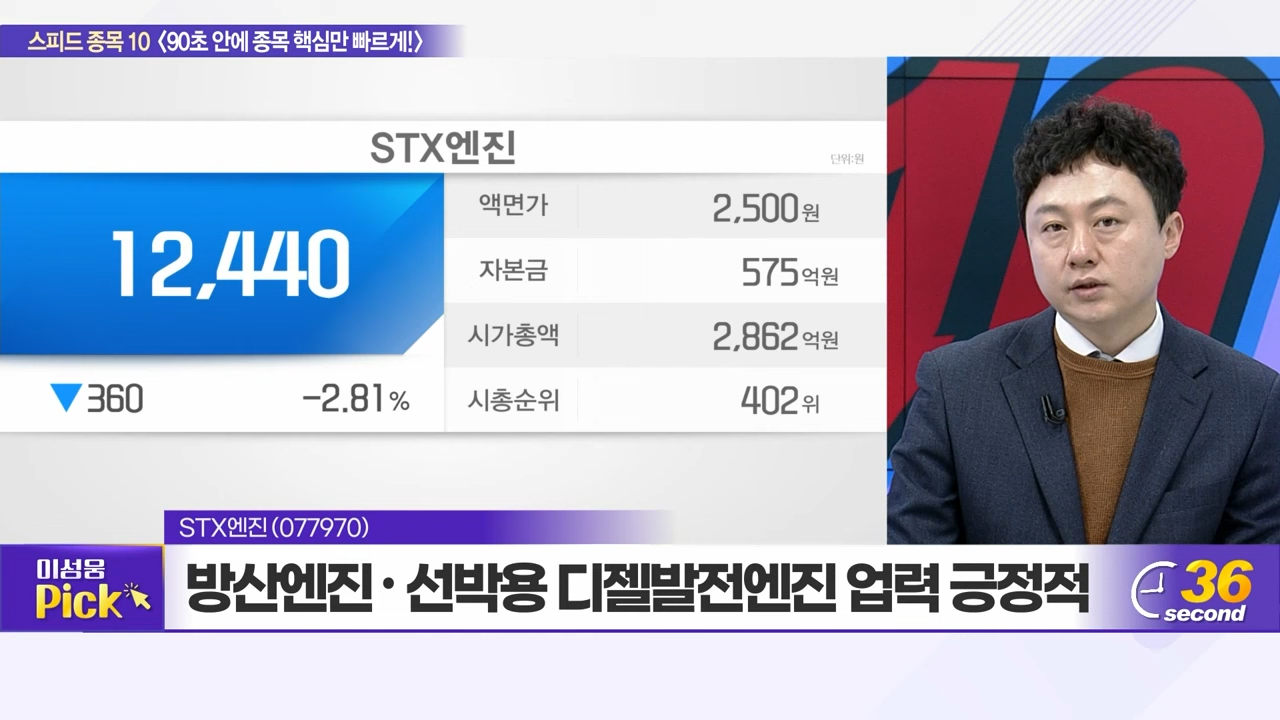 스피드 종목 10 〈90초 안에 종목 핵심만 빠르게!〉
STX엔진
단위:원
12,440
▼360 -2.81%
액면가 2,500원
자본금 575억원
시가총액 2,862억원
시총순위 402위
STX엔진(077970)
이성웅
Pick
방산엔진·선박용 디젤발전엔진 업력 긍정적
36
second